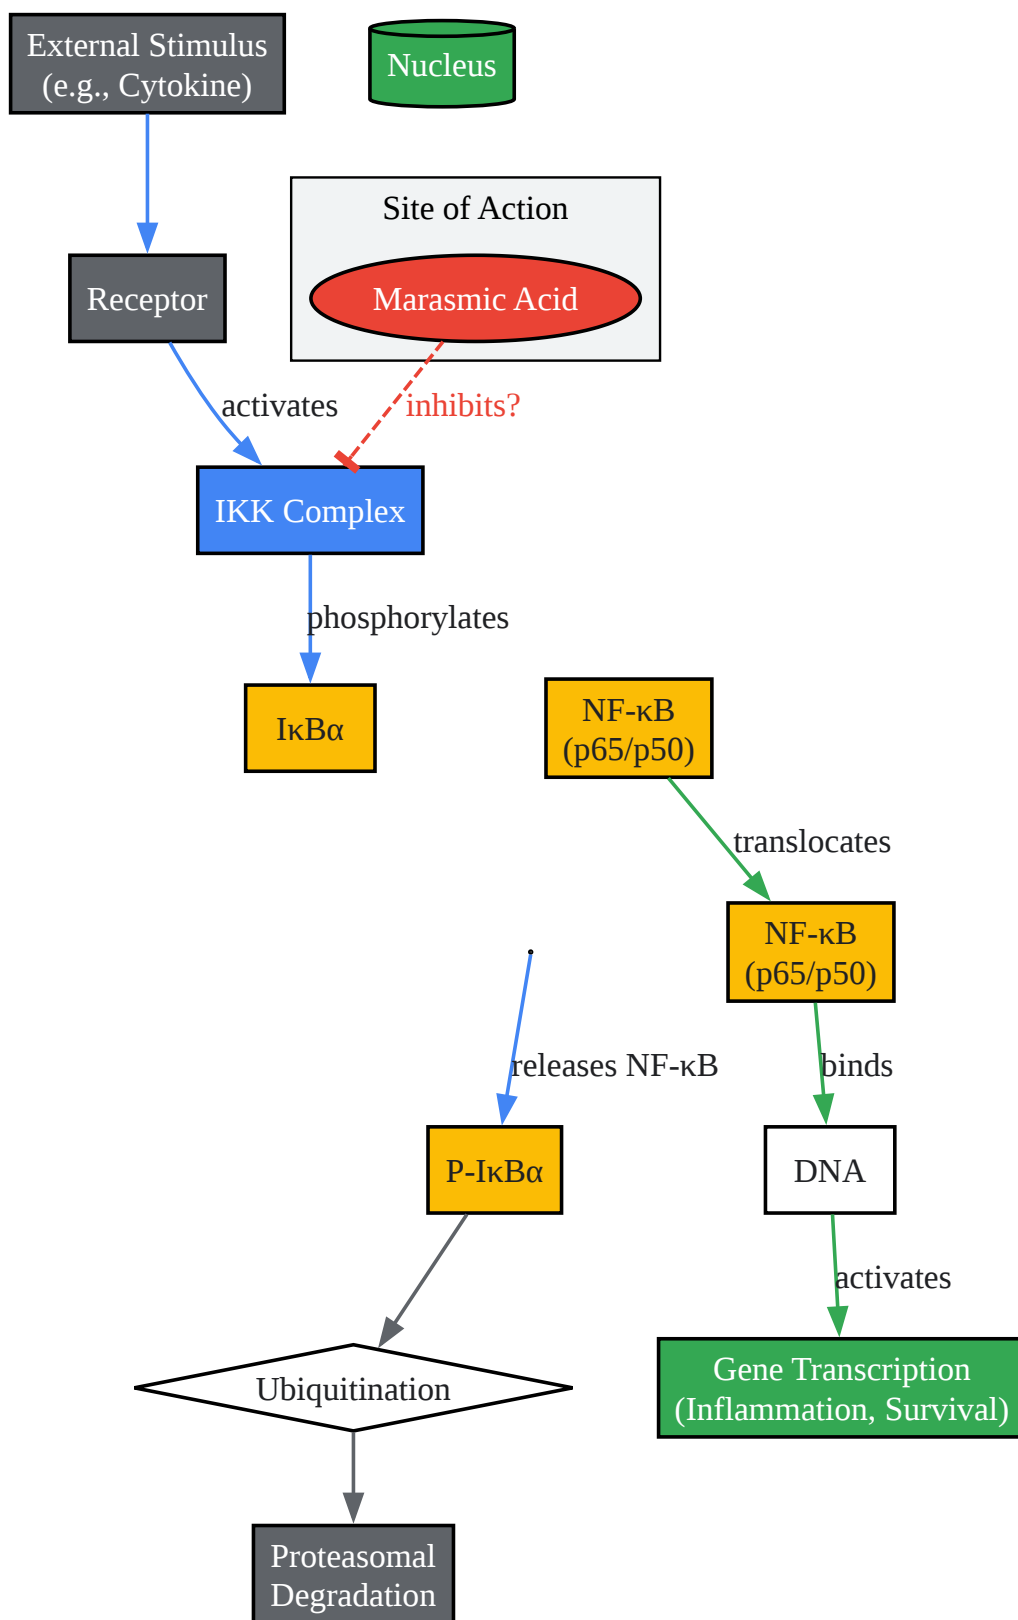 External Stimulus
(e.g., Cytokine)
Nucleus
Site of Action
Receptor
Marasmic Acid
activates
inhibits?
IKK Complex
phosphorylates
IκBα
NF-κB
(p65/p50)
translocates
NF-κB
(p65/p50)
releases NF-κB
binds
P-IκBα
DNA
activates
Ubiquitination
Gene Transcription
(Inflammation, Survival)
Proteasomal
Degradation